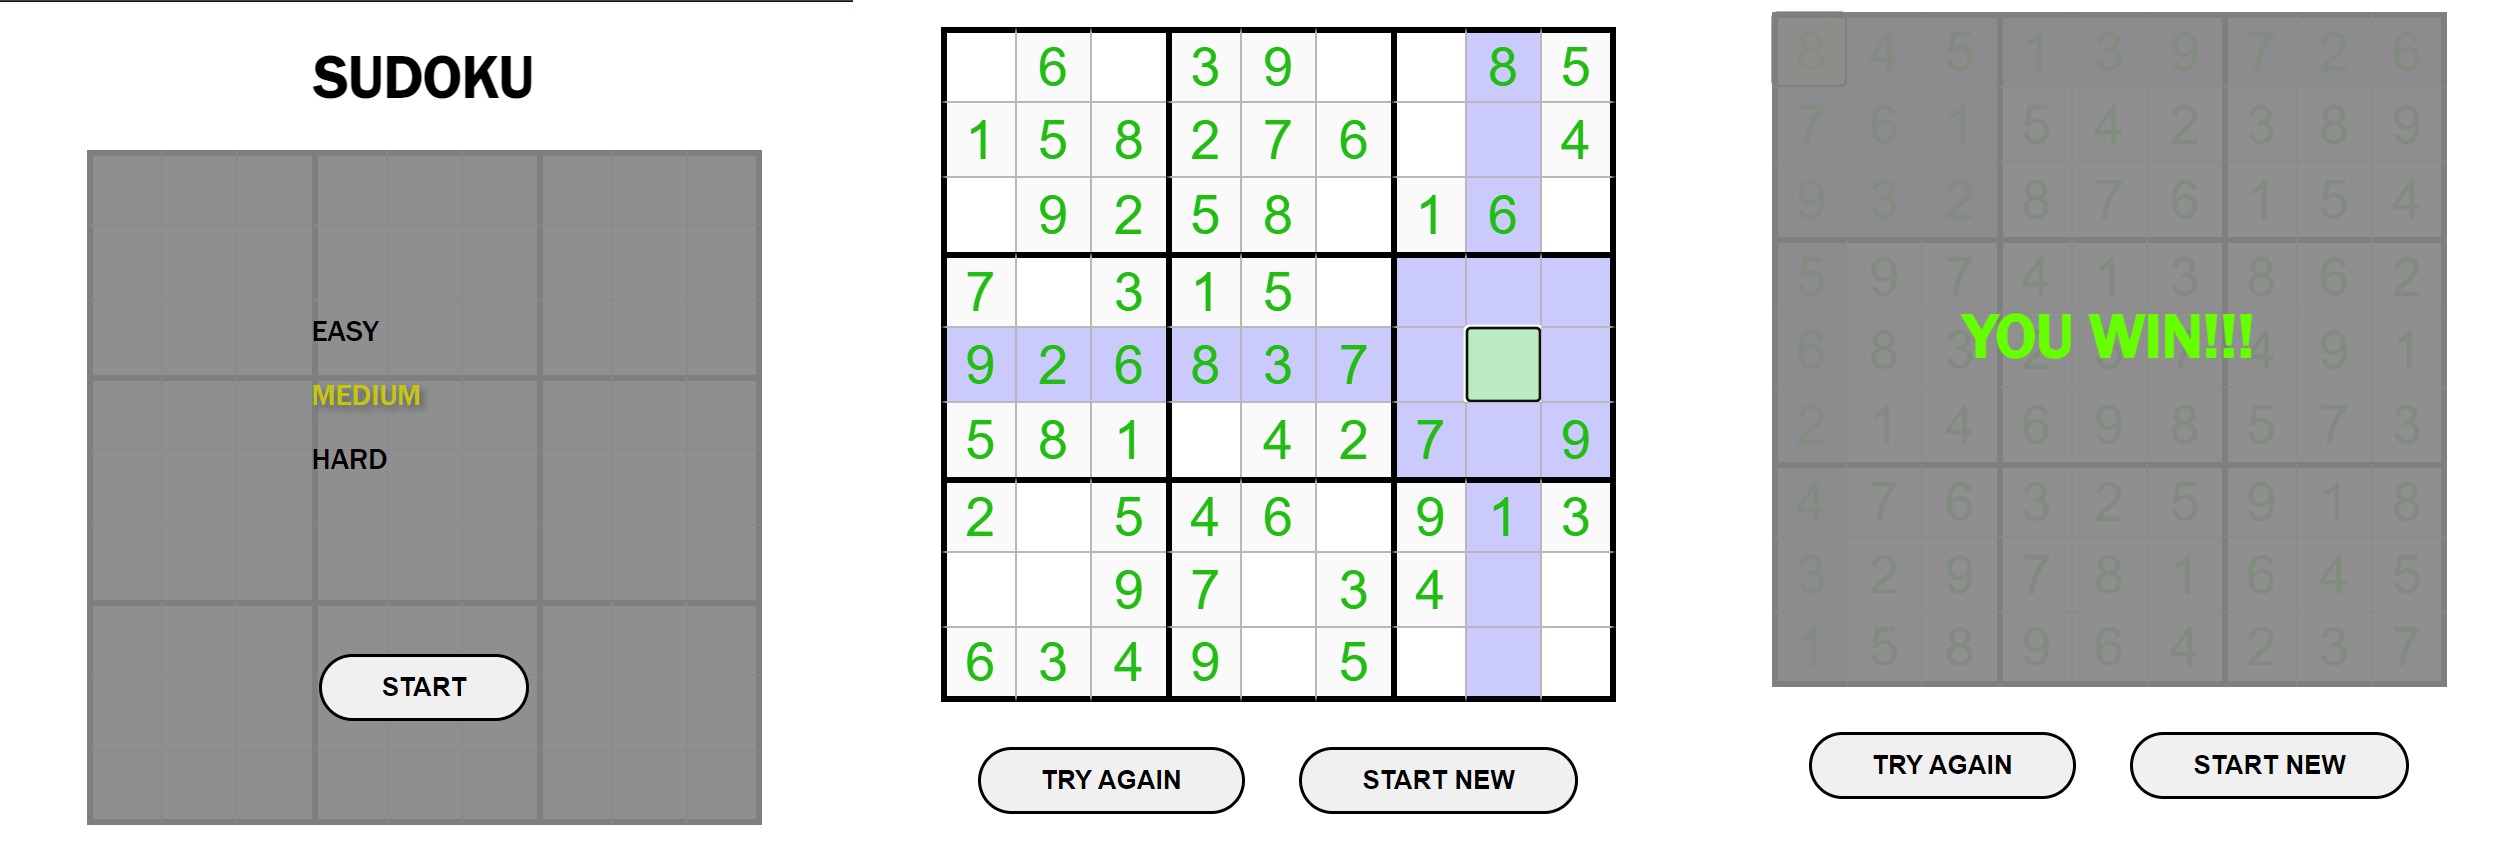 SUDOKU
EASY
MEDIUM
HARD
START
6 3 9 8 5
1 5 8 2 7 6 4
9 2 5 8 1 6
7 3 1 5
9 2 6 8 3 7
5 8 1 4 2 7 9
2 5 4 6 9 1 3
9 7 3 4
6 3 4 9 5
TRY AGAIN
START NEW
8 4 5 1 3 9 7 2 6
7 6 1 5 4 2 3 8 9
9 3 2 8 7 6 1 5 4
5 9 7 4 1 3 8 6 2
6 8 3 2 5 7 4 9 1
YOU WIN!!!
2 1 4 6 9 8 5 7 3
4 7 6 3 2 5 9 1 8
3 2 9 7 8 1 6 4 5
1 5 8 9 6 4 2 3 7
TRY AGAIN
START NEW